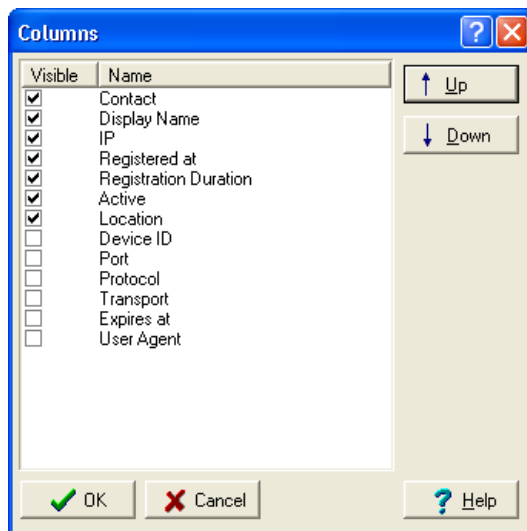 Columns
Visible Name
Contact
Display Name
IP
Registered at
Registration Duration
Active
Location
Device ID
Port
Protocol
Transport
Expires at
User Agent
Up
Down
OK
Cancel
Help